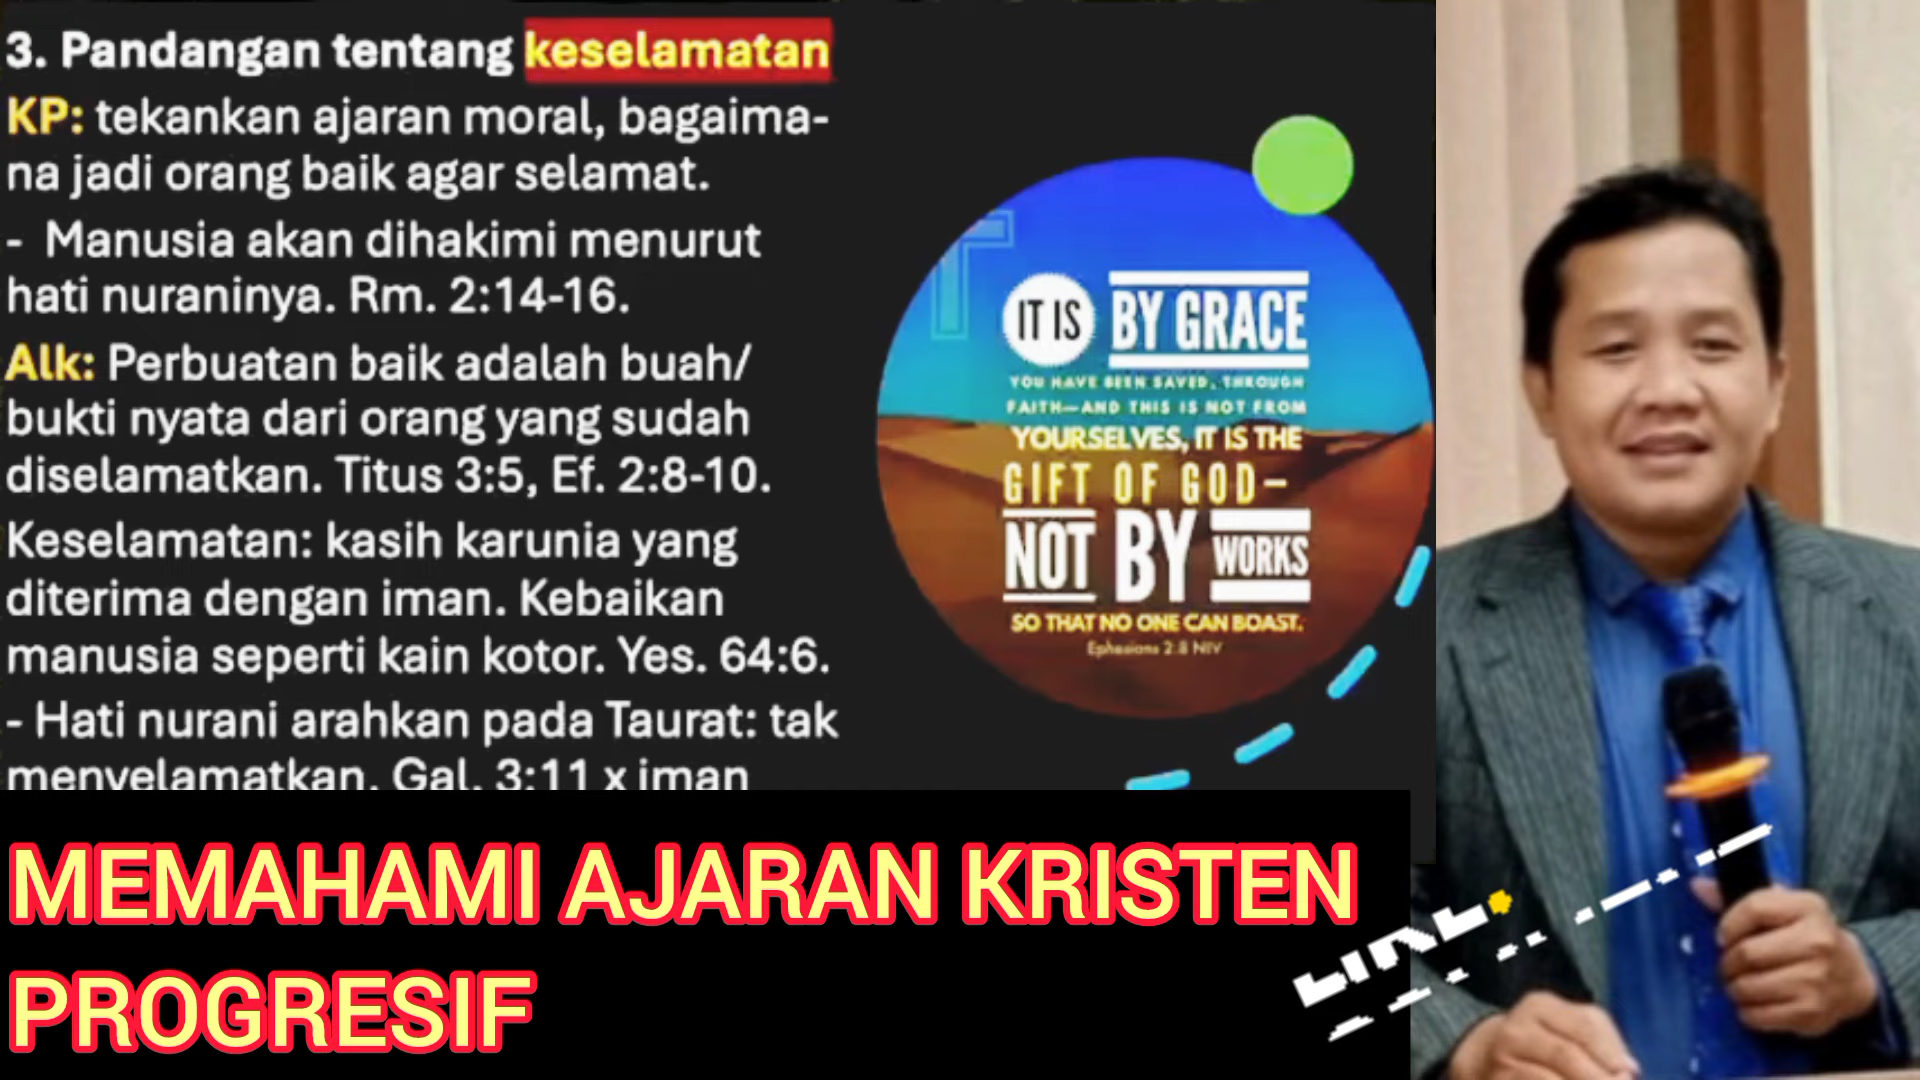 3. Pandangan tentang keselamatan
KP: tekankan ajaran moral, bagaima-
na jadi orang baik agar selamat.
- Manusia akan dihakimi menurut
hati nuraninya. Rm. 2:14-16.
Alk: Perbuatan baik adalah buah/
bukti nyata dari orang yang sudah
diselamatkan. Titus 3:5, Ef. 2:8-10.
Keselamatan: kasih karunia yang
diterima dengan iman. Kebaikan
manusia seperti kain kotor. Yes. 64:6.
- Hati nurani arahkan pada Taurat: tak
menyelamatkan. Gal. 3:11 x iman
IT IS BY GRACE
YOU HAVE BEEN SAVED, THROUGH
FAITH—AND THIS IS NOT FROM
YOURSELVES, IT IS THE
GIFT OF GOD—
NOT BY WORKS
SO THAT NO ONE CAN BOAST.
Ephesians 2:8 NIV
MEMAHAMI AJARAN KRISTEN
PROGRESIF